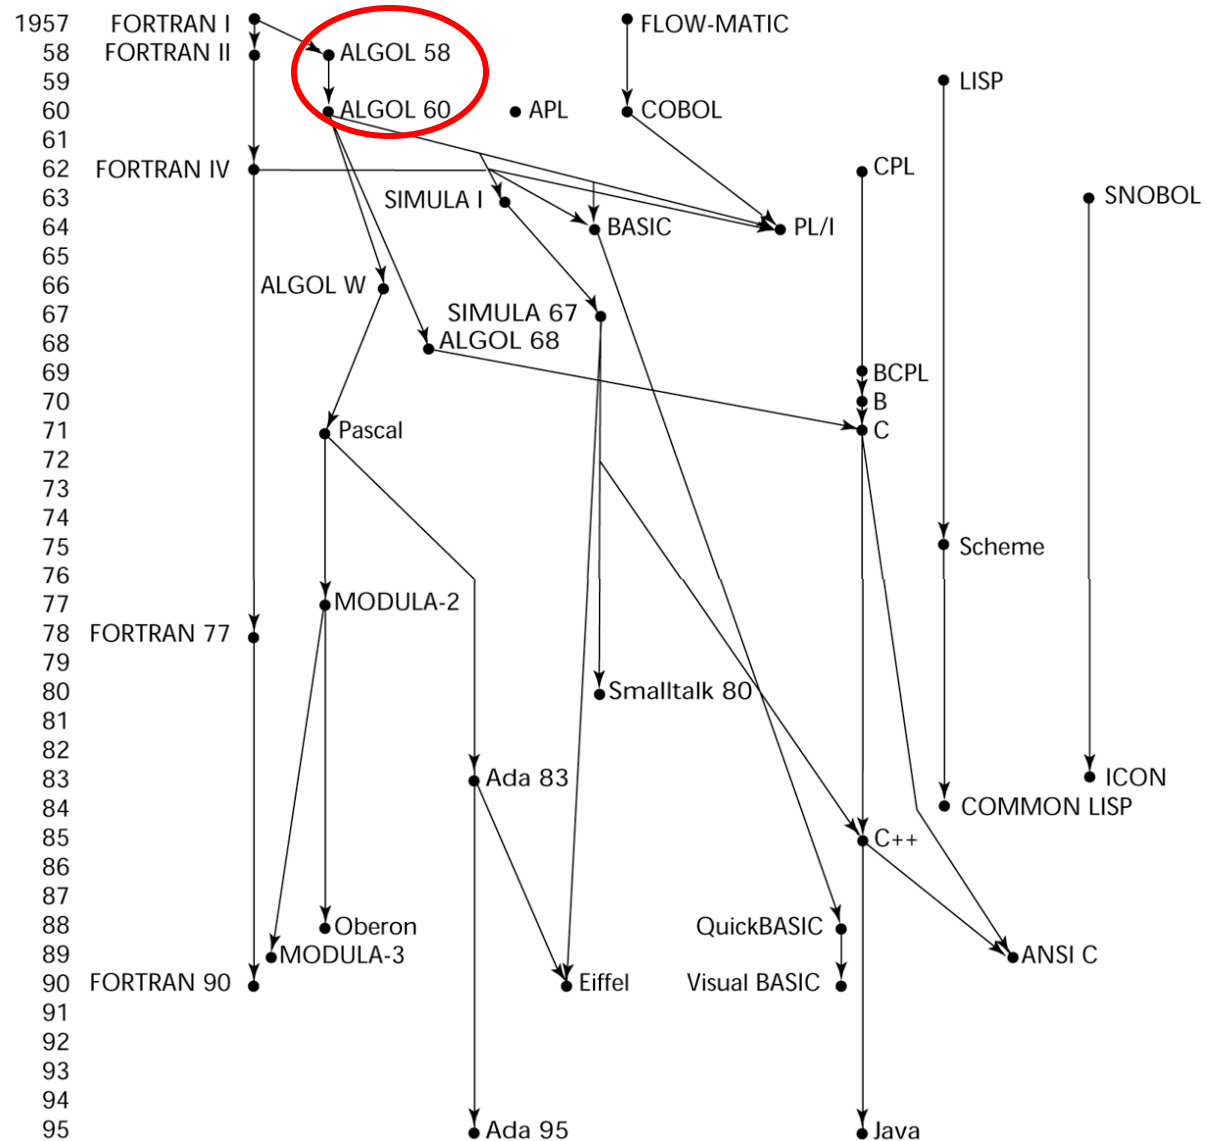 1957 FORTRAN I FLOW-MATIC
58 FORTRAN II ALGOL 58
59 LISP
60 ALGOL 60 APL COBOL
61
62 FORTRAN IV CPL
63 SIMULA I SNOBOL
64 BASIC PL/I
65
66 ALGOL W
67 SIMULA 67
68 ALGOL 68
69 BCPL
70 B
71 Pascal C
72
73
74
75 Scheme
76
77 MODULA-2
78 FORTRAN 77
79
80 Smalltalk 80
81
82
83 Ada 83 ICON
84 COMMON LISP
85 C++
86
87
88 Oberon QuickBASIC
89 MODULA-3 ANSI C
90 FORTRAN 90 Eiffel Visual BASIC
91
92
93
94
95 Ada 95 Java